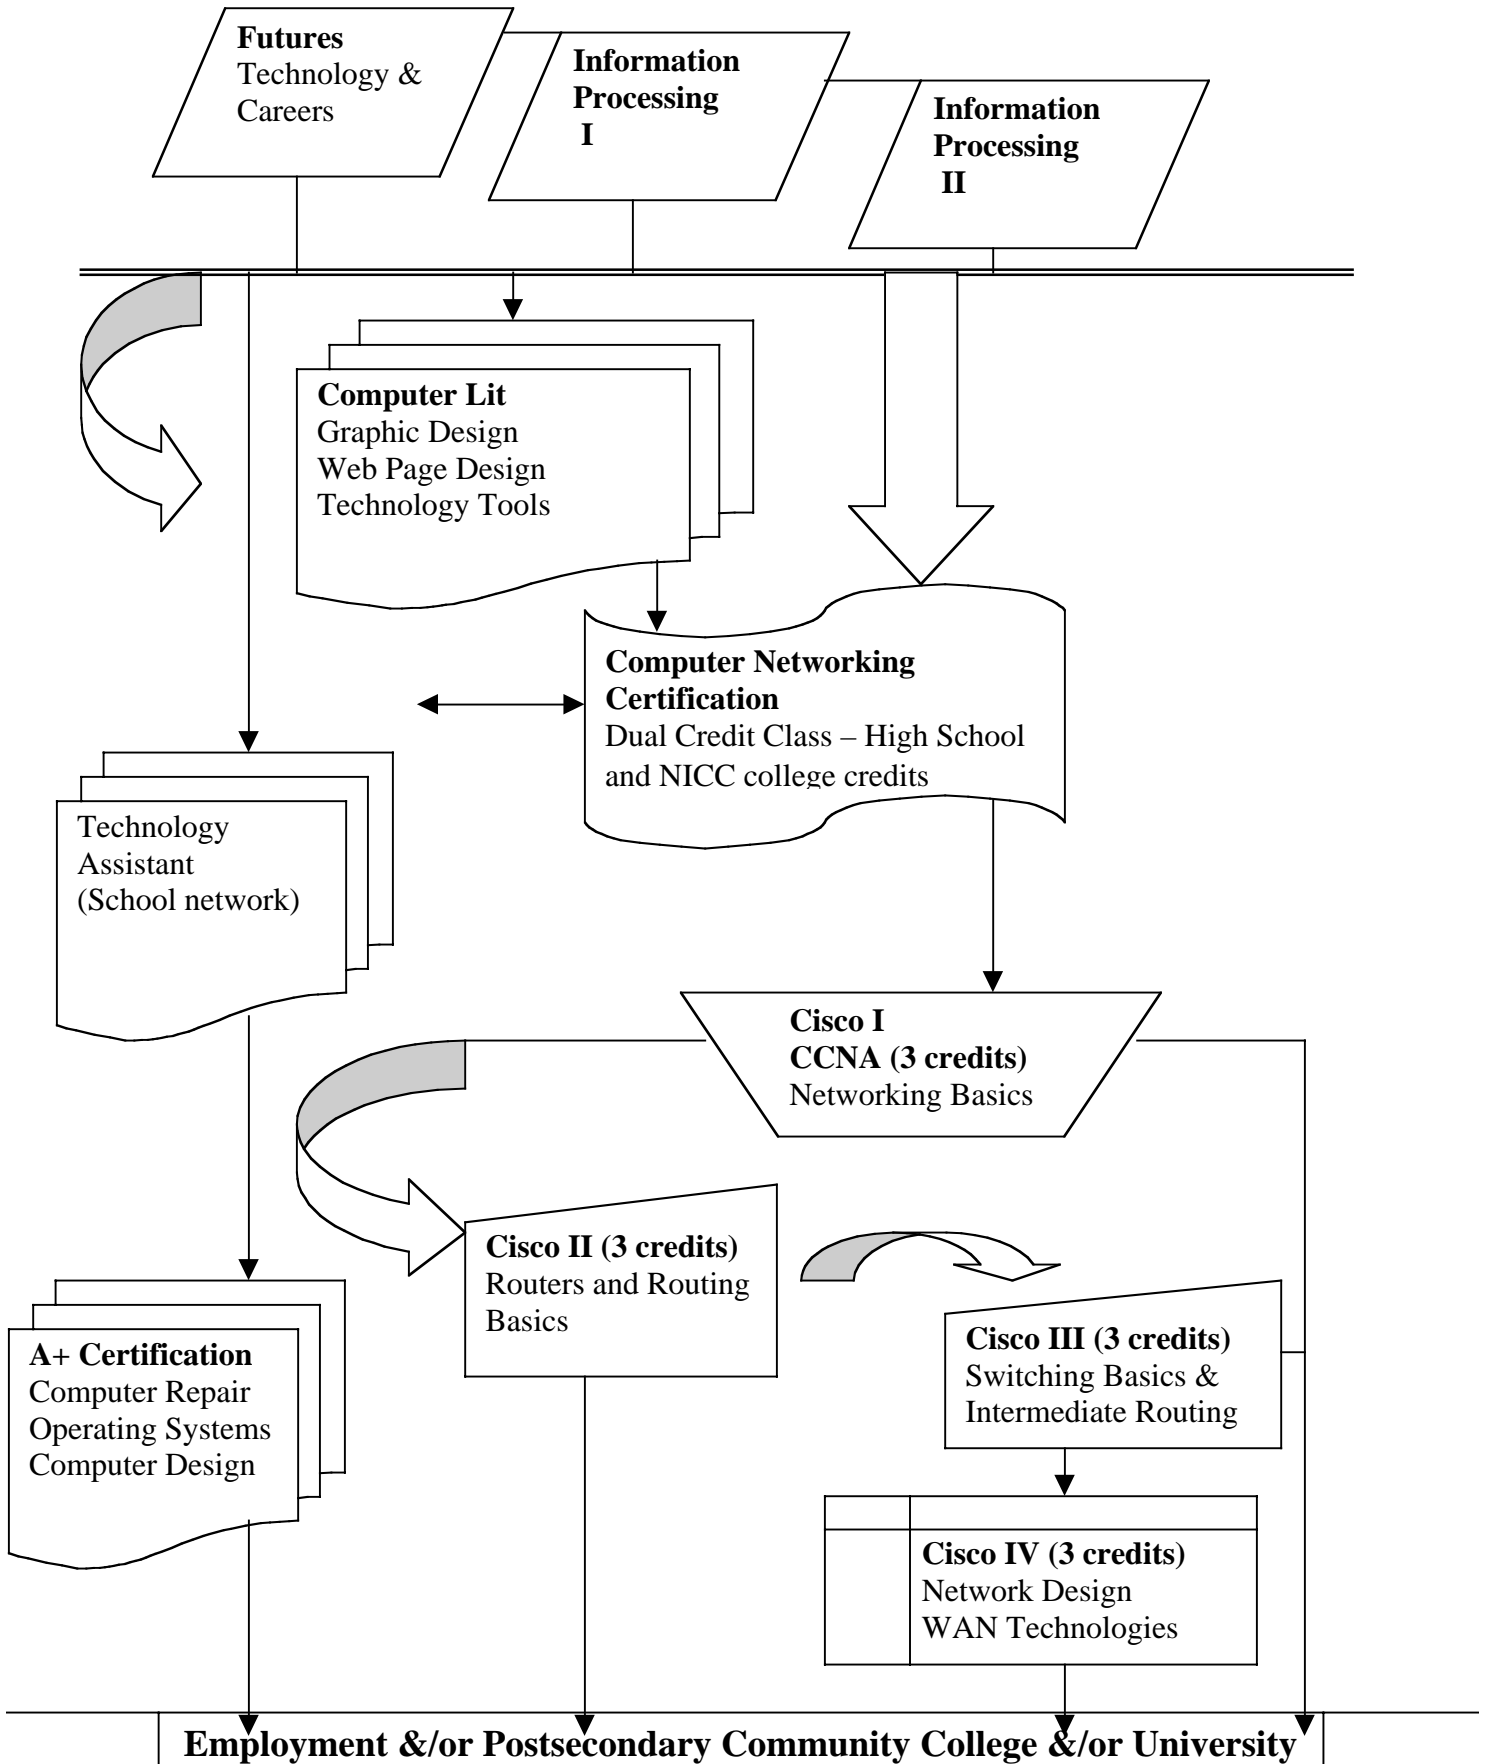 Futures
Technology &
Careers
Information
Processing
I
Information
Processing
II
Computer Lit
Graphic Design
Web Page Design
Technology Tools
Computer Networking
Certification
Dual Credit Class – High School
and NICC college credits
Technology
Assistant
(School network)
Cisco I
CCNA (3 credits)
Networking Basics
Cisco II (3 credits)
Routers and Routing
Basics
Cisco III (3 credits)
Switching Basics &
Intermediate Routing
A+ Certification
Computer Repair
Operating Systems
Computer Design
Cisco IV (3 credits)
Network Design
WAN Technologies
Employment &/or Postsecondary Community College &/or University